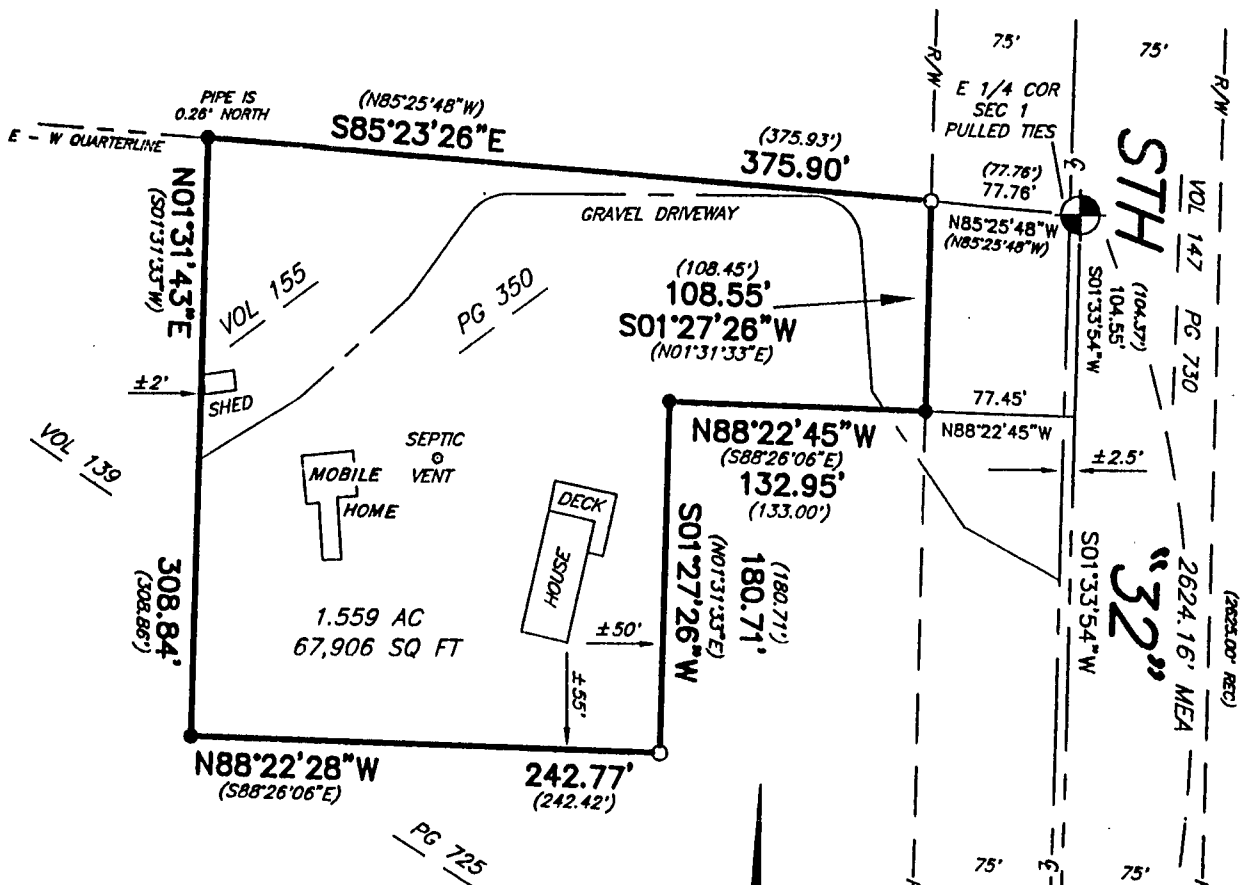 75'
75'
R/W
R/W
E 1/4 COR
SEC 1
PULLED TIES
PIPE IS
0.26' NORTH
E - W QUARTERLINE
(N85°25'48"W)
S85°23'26"E
(375.93')
375.90'
(77.76')
77.76'
N85°25'48"W
(N85°25'48"W)
℄
STH
"32"
VOL 147 PG 730
(104.57')
104.55'
S01°33'54"W
GRAVEL DRIVEWAY
N01°31'43"E
(S01°31'33"W)
VOL 155
PG 350
(108.45')
108.55'
S01°27'26"W
(N01°31'33"E)
±2'
SHED
VOL 139
SEPTIC
VENT
MOBILE
HOME
DECK
HOUSE
N88°22'45"W
(S88°26'06"E)
132.95'
(133.00')
77.45'
N88°22'45"W
±2.5'
S01°33'54"W
2624.16' MEA
(2625.00' REC)
S01°27'26"W
(N01°31'33"E)
180.71'
(180.71')
308.84'
(308.86')
1.559 AC
67,906 SQ FT
±50'
±55'
N88°22'28"W
(S88°26'06"E)
242.77'
(242.42')
PG 725
75'
℄
75'